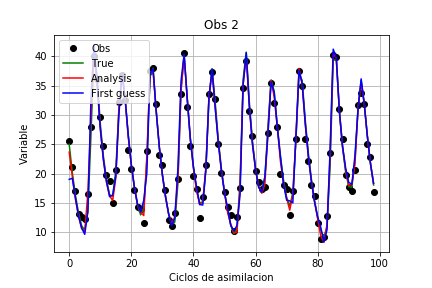 Obs 2
Obs
True
Analysis
First guess
Variable
40
35
30
25
20
15
10
0
20
40
60
80
100
Ciclos de asimilacion